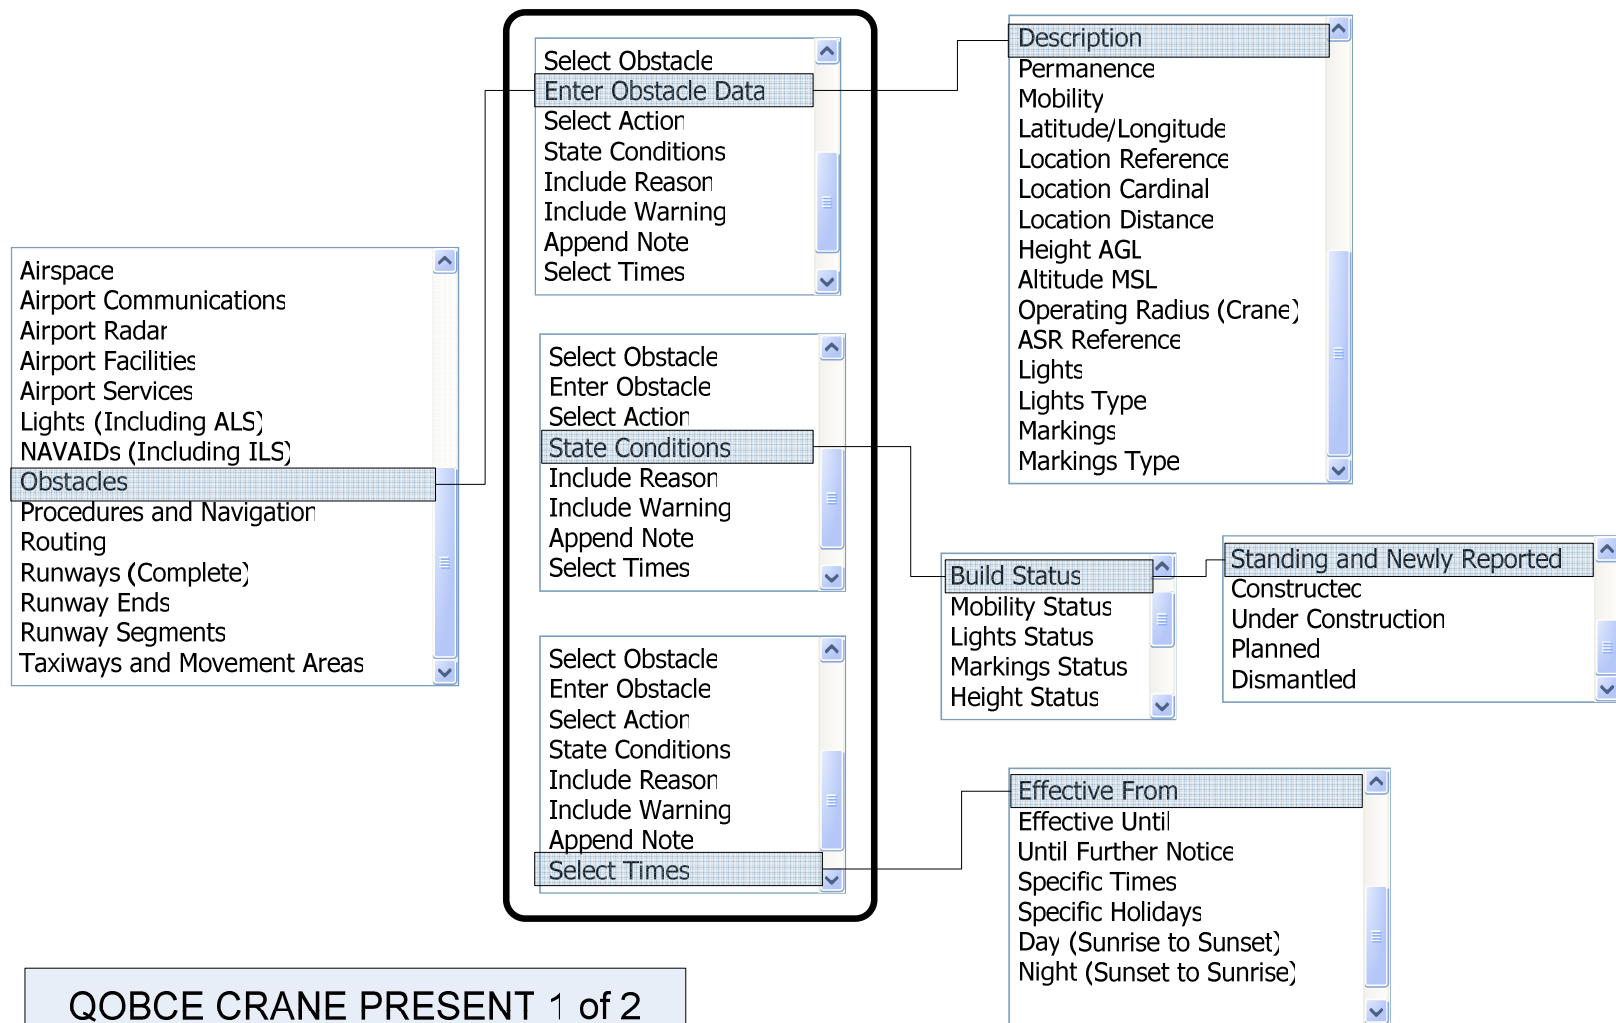 Airspace
Airport Communications
Airport Radar
Airport Facilities
Airport Services
Lights (Including ALS)
NAVAIDs (Including ILS)
Obstacles
Procedures and Navigation
Routing
Runways (Complete)
Runway Ends
Runway Segments
Taxiways and Movement Areas
Select Obstacle
Enter Obstacle Data
Select Action
State Conditions
Include Reason
Include Warning
Append Note
Select Times
Select Obstacle
Enter Obstacle
Select Action
State Conditions
Include Reason
Include Warning
Append Note
Select Times
Select Obstacle
Enter Obstacle
Select Action
State Conditions
Include Reason
Include Warning
Append Note
Select Times
Description
Permanence
Mobility
Latitude/Longitude
Location Reference
Location Cardinal
Location Distance
Height AGL
Altitude MSL
Operating Radius (Crane)
ASR Reference
Lights
Lights Type
Markings
Markings Type
Build Status
Mobility Status
Lights Status
Markings Status
Height Status
Standing and Newly Reported
Constructed
Under Construction
Planned
Dismantled
Effective From
Effective Until
Until Further Notice
Specific Times
Specific Holidays
Day (Sunrise to Sunset)
Night (Sunset to Sunrise)
QOBCE CRANE PRESENT 1 of 2